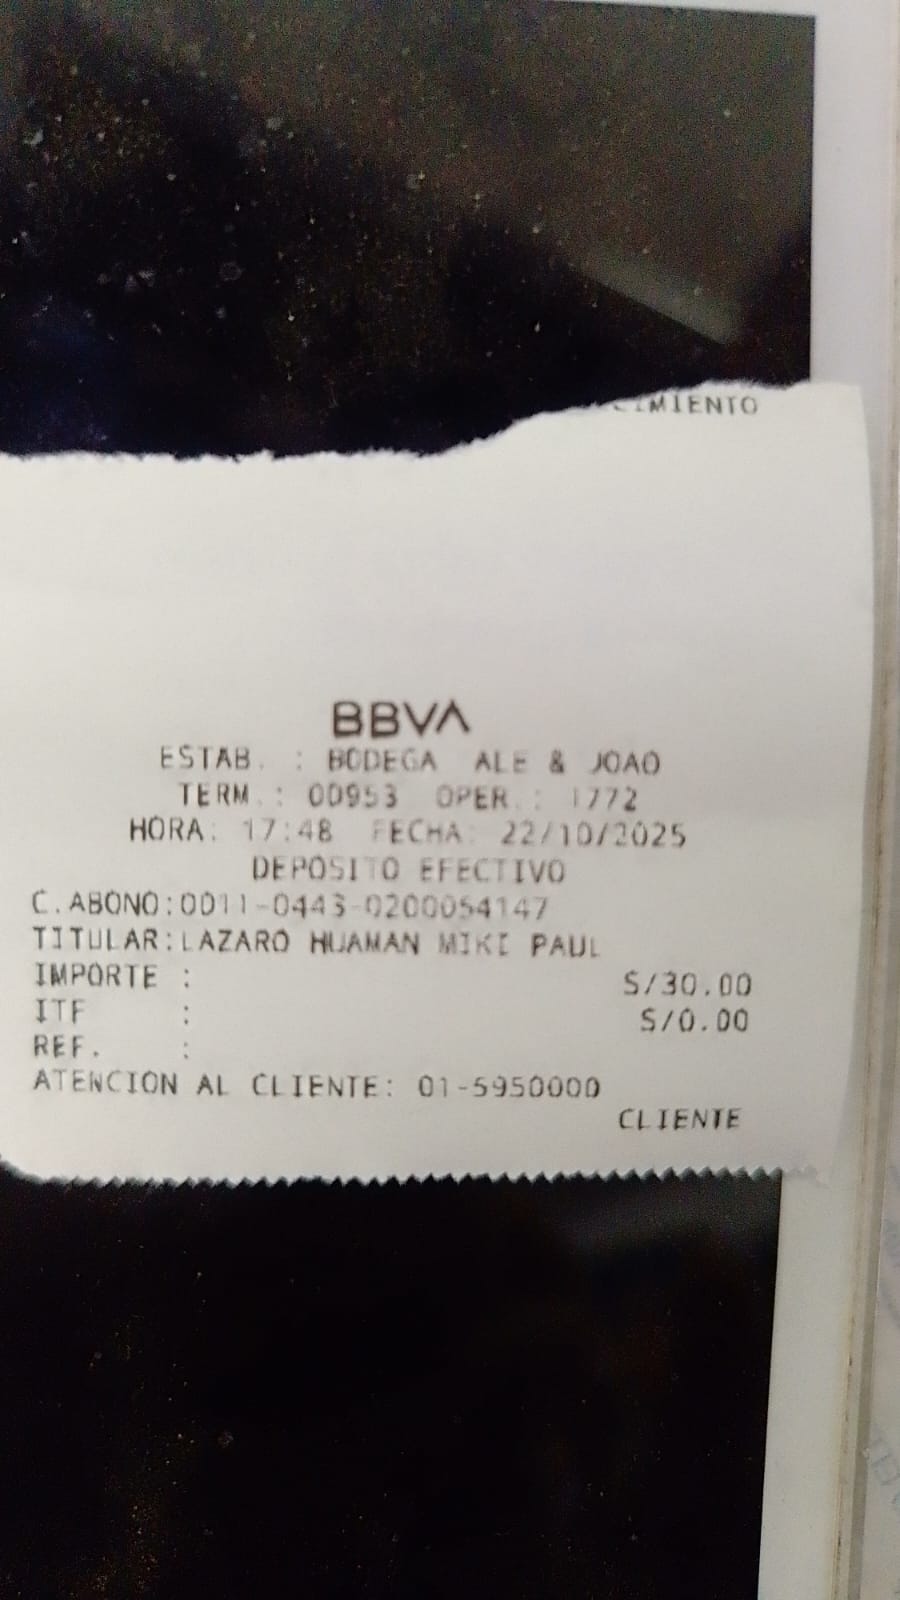 IMIENTO
BBVA
ESTAB. : BODEGA ALE & JOAO
TERM.: 00953 OPER.: 1772
HORA: 17:48 FECHA: 22/10/2025
DEPOSITO EFECTIVO
C.ABONO:0011-0443-0200054147
TITULAR:LAZARO HUAMAN MIKI PAUL
IMPORTE : S/30.00
ITF : S/0.00
REF. :
ATENCION AL CLIENTE: 01-5950000
CLIENTE